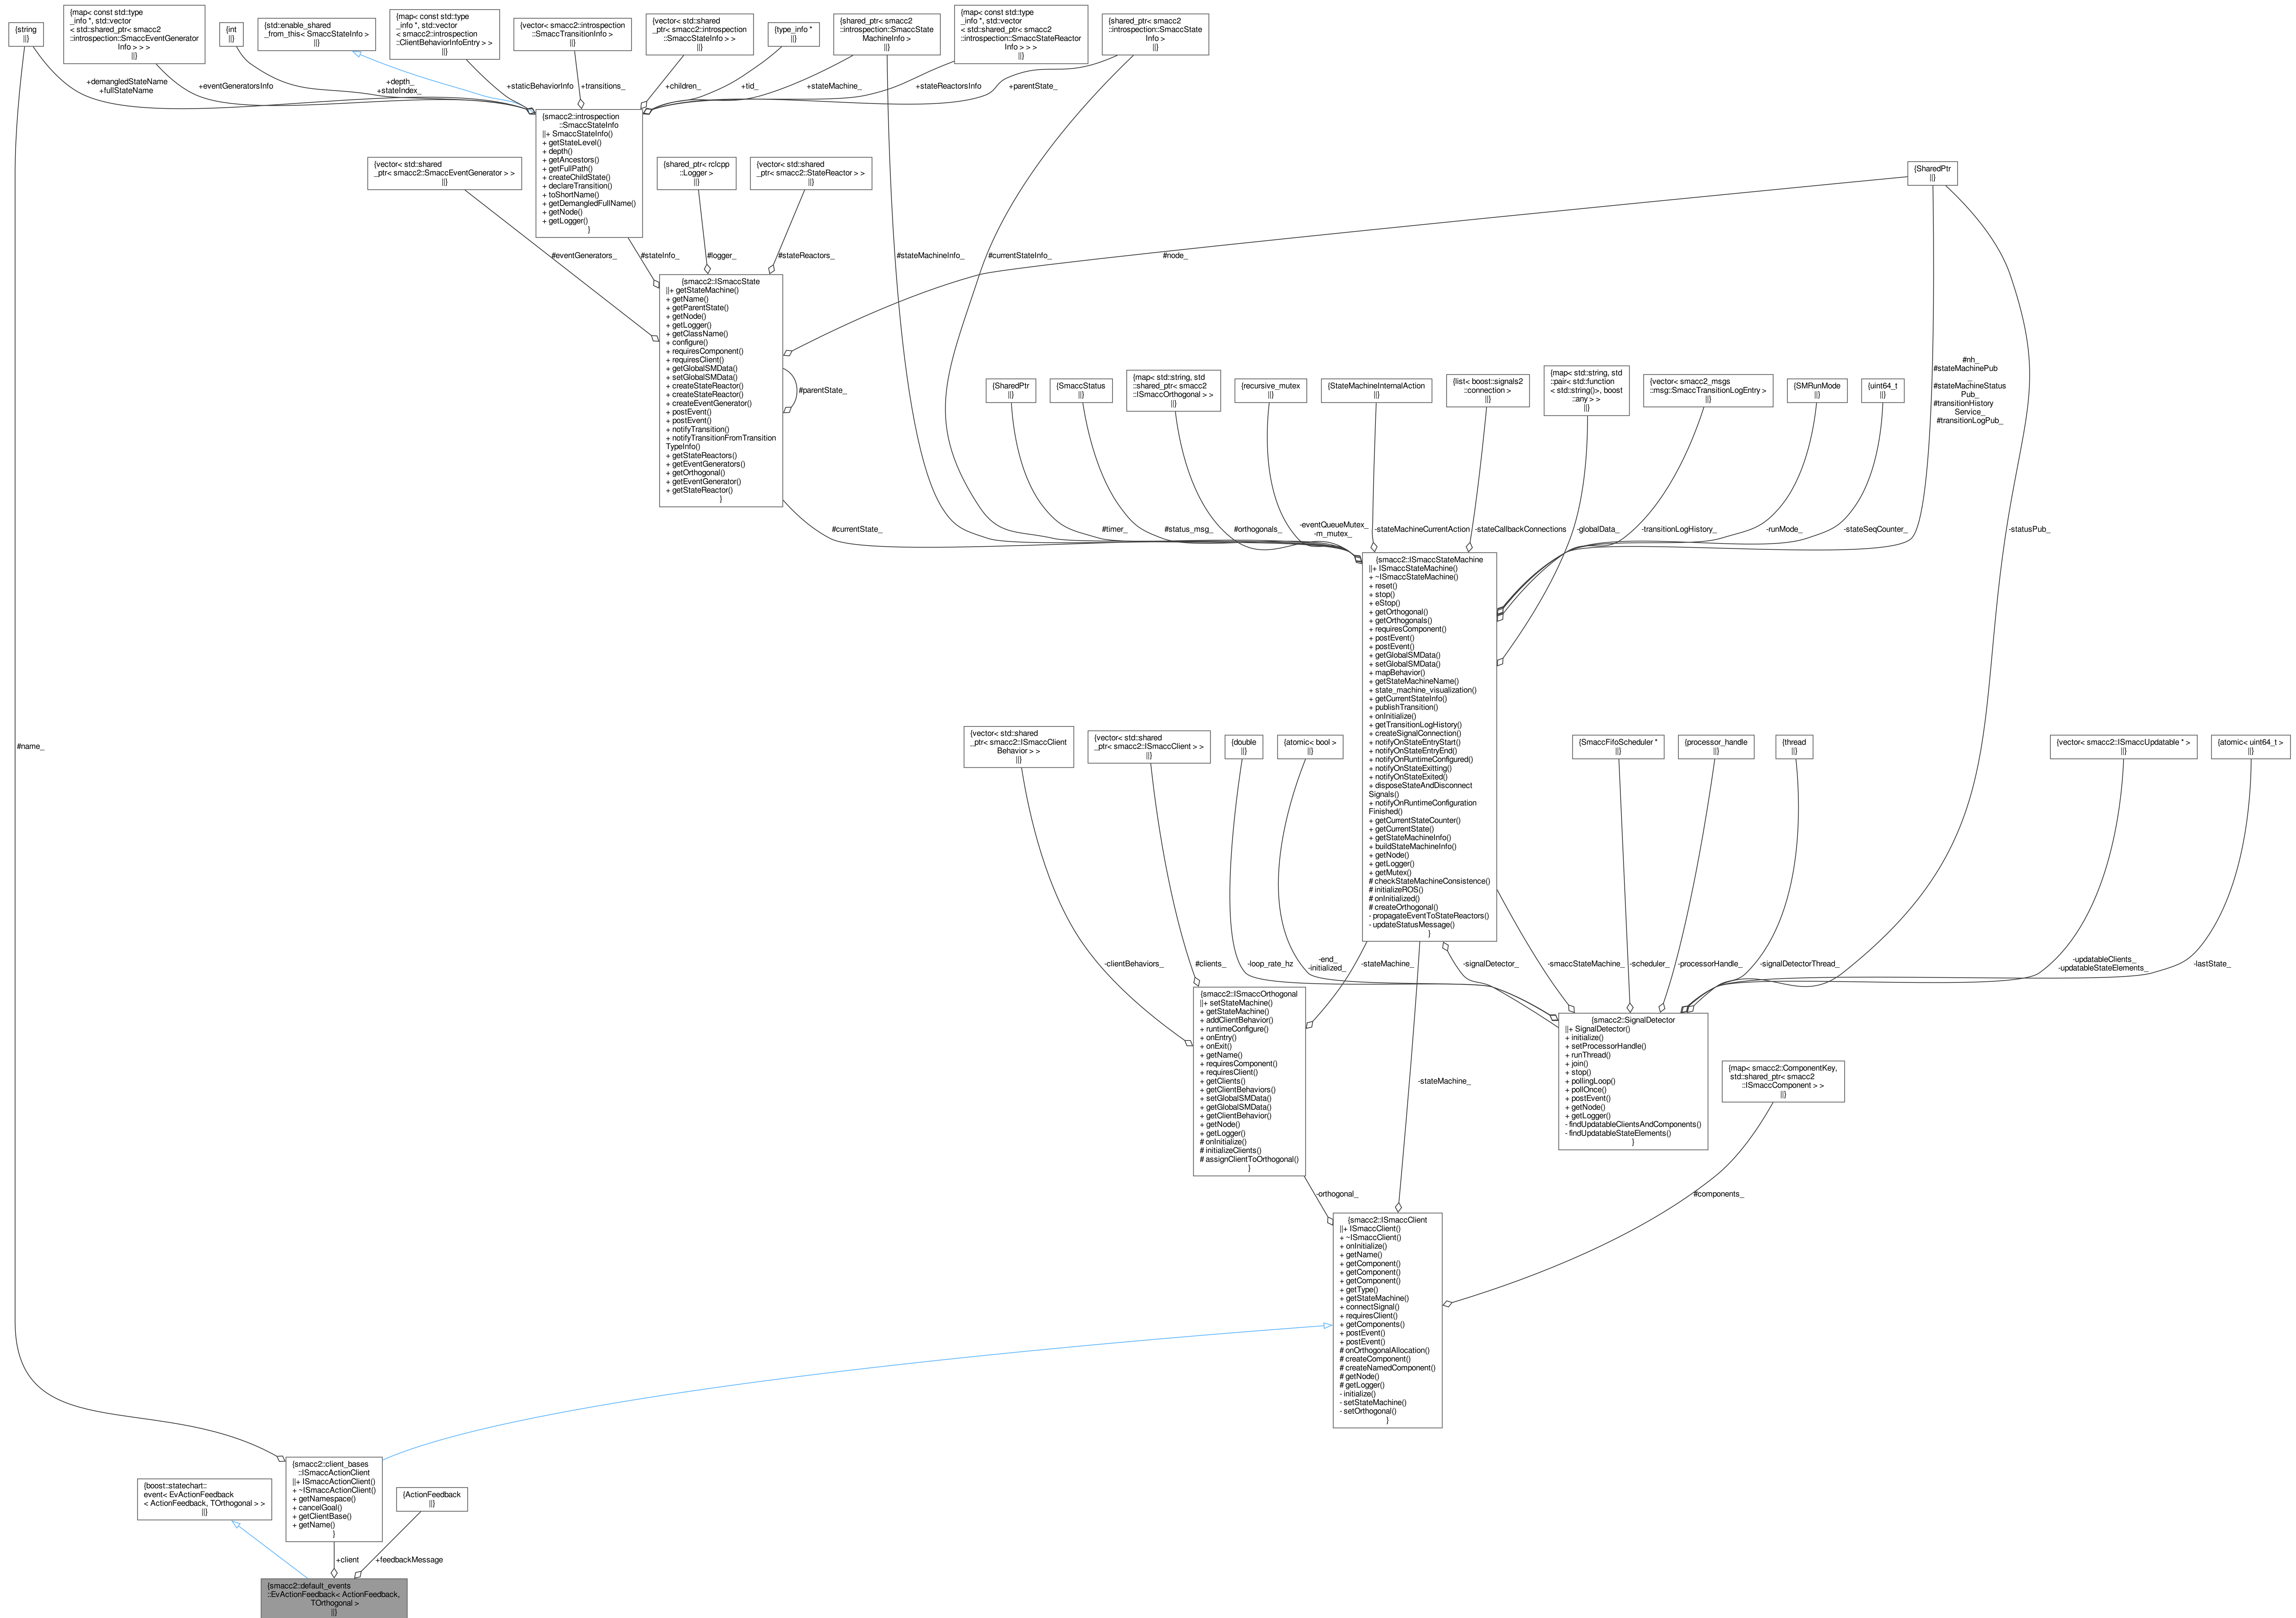 {string
||}
{map< const std::type
_info *, std::vector
< std::shared_ptr< smacc2
::introspection::SmaccEventGenerator
Info > > >
||}
{int
||}
{std::enable_shared
_from_this< SmaccStateInfo >
||}
{map< const std::type
_info *, std::vector
< smacc2::introspection
::ClientBehaviorInfoEntry > >
||}
{vector< smacc2::introspection
::SmaccTransitionInfo >
||}
{vector< std::shared
_ptr< smacc2::introspection
::SmaccStateInfo > >
||}
{type_info *
||}
{shared_ptr< smacc2
::introspection::SmaccState
MachineInfo >
||}
{map< const std::type
_info *, std::vector
< std::shared_ptr< smacc2
::introspection::SmaccStateReactor
Info > > >
||}
{shared_ptr< smacc2
::introspection::SmaccState
Info >
||}
+demangledStateName
+fullStateName
+eventGeneratorsInfo
+depth_
+stateIndex_
+staticBehaviorInfo
+transitions_
+children_
+tid_
+stateMachine_
+stateReactorsInfo
+parentState_
{smacc2::introspection
::SmaccStateInfo
||+ SmaccStateInfo()
+ getStateLevel()
+ depth()
+ getAncestors()
+ getFullPath()
+ createChildState()
+ declareTransition()
+ toShortName()
+ getDemangledFullName()
+ getNode()
+ getLogger()
}
{vector< std::shared
_ptr< smacc2::SmaccEventGenerator > >
||}
{shared_ptr< rclcpp
::Logger >
||}
{vector< std::shared
_ptr< smacc2::StateReactor > >
||}
{SharedPtr
||}
#eventGenerators_
#stateInfo_
#logger_
#stateReactors_
#stateMachineInfo_
#currentStateInfo_
#node_
{smacc2::ISmaccState
||+ getStateMachine()
+ getName()
+ getParentState()
+ getNode()
+ getLogger()
+ getClassName()
+ configure()
+ requiresComponent()
+ requiresClient()
+ getGlobalSMData()
+ setGlobalSMData()
+ createStateReactor()
+ createStateReactor()
+ createEventGenerator()
+ postEvent()
+ postEvent()
+ notifyTransition()
+ notifyTransitionFromTransition
TypeInfo()
+ getStateReactors()
+ getEventGenerators()
+ getOrthogonal()
+ getEventGenerator()
+ getStateReactor()
}
#parentState_
{SharedPtr
||}
{SmaccStatus
||}
{map< std::string, std
::shared_ptr< smacc2
::ISmaccOrthogonal > >
||}
{recursive_mutex
||}
{StateMachineInternalAction
||}
{list< boost::signals2
::connection >
||}
{map< std::string, std
::pair< std::function
< std::string()>, boost
::any > >
||}
{vector< smacc2_msgs
::msg::SmaccTransitionLogEntry >
||}
{SMRunMode
||}
{uint64_t
||}
#nh_
#stateMachinePub
_
#stateMachineStatus
Pub_
#transitionHistory
Service_
#transitionLogPub_
#currentState_
#timer_
#status_msg_
#orthogonals_
-eventQueueMutex_
-m_mutex_
-stateMachineCurrentAction
-stateCallbackConnections
-globalData_
-transitionLogHistory_
-runMode_
-stateSeqCounter_
-statusPub_
{smacc2::ISmaccStateMachine
||+ ISmaccStateMachine()
+ ~ISmaccStateMachine()
+ reset()
+ stop()
+ eStop()
+ getOrthogonal()
+ getOrthogonals()
+ requiresComponent()
+ postEvent()
+ postEvent()
+ getGlobalSMData()
+ setGlobalSMData()
+ mapBehavior()
+ getStateMachineName()
+ state_machine_visualization()
+ getCurrentStateInfo()
+ publishTransition()
+ onInitialize()
+ getTransitionLogHistory()
+ createSignalConnection()
+ notifyOnStateEntryStart()
+ notifyOnStateEntryEnd()
+ notifyOnRuntimeConfigured()
+ notifyOnStateExitting()
+ notifyOnStateExited()
+ disposeStateAndDisconnect
Signals()
+ notifyOnRuntimeConfiguration
Finished()
+ getCurrentStateCounter()
+ getCurrentState()
+ getStateMachineInfo()
+ buildStateMachineInfo()
+ getNode()
+ getLogger()
+ getMutex()
# checkStateMachineConsistence()
# initializeROS()
# onInitialized()
# createOrthogonal()
- propagateEventToStateReactors()
- updateStatusMessage()
}
#name_
{vector< std::shared
_ptr< smacc2::ISmaccClient
Behavior > >
||}
{vector< std::shared
_ptr< smacc2::ISmaccClient > >
||}
{double
||}
{atomic< bool >
||}
{SmaccFifoScheduler *
||}
{processor_handle
||}
{thread
||}
{vector< smacc2::ISmaccUpdatable * >
||}
{atomic< uint64_t >
||}
-clientBehaviors_
#clients_
-loop_rate_hz
-end_
-initialized_
-stateMachine_
-signalDetector_
-smaccStateMachine_
-scheduler_
-processorHandle_
-signalDetectorThread_
-updatableClients_
-updatableStateElements_
-lastState_
{smacc2::ISmaccOrthogonal
||+ setStateMachine()
+ getStateMachine()
+ addClientBehavior()
+ runtimeConfigure()
+ onEntry()
+ onExit()
+ getName()
+ requiresComponent()
+ requiresClient()
+ getClients()
+ getClientBehaviors()
+ setGlobalSMData()
+ getGlobalSMData()
+ getClientBehavior()
+ getNode()
+ getLogger()
# onInitialize()
# initializeClients()
# assignClientToOrthogonal()
}
{smacc2::SignalDetector
||+ SignalDetector()
+ initialize()
+ setProcessorHandle()
+ runThread()
+ join()
+ stop()
+ pollingLoop()
+ pollOnce()
+ postEvent()
+ getNode()
+ getLogger()
- findUpdatableClientsAndComponents()
- findUpdatableStateElements()
}
{map< smacc2::ComponentKey,
std::shared_ptr< smacc2
::ISmaccComponent > >
||}
-stateMachine_
-orthogonal_
#components_
{smacc2::ISmaccClient
||+ ISmaccClient()
+ ~ISmaccClient()
+ onInitialize()
+ getName()
+ getComponent()
+ getComponent()
+ getComponent()
+ getType()
+ getStateMachine()
+ connectSignal()
+ requiresClient()
+ getComponents()
+ postEvent()
+ postEvent()
# onOrthogonalAllocation()
# createComponent()
# createNamedComponent()
# getNode()
# getLogger()
- initialize()
- setStateMachine()
- setOrthogonal()
}
{smacc2::client_bases
::ISmaccActionClient
||+ ISmaccActionClient()
+ ~ISmaccActionClient()
+ getNamespace()
+ cancelGoal()
+ getClientBase()
+ getName()
}
{boost::statechart::
event< EvActionFeedback
< ActionFeedback, TOrthogonal > >
||}
{ActionFeedback
||}
+client
+feedbackMessage
{smacc2::default_events
::EvActionFeedback< ActionFeedback,
TOrthogonal >
||}